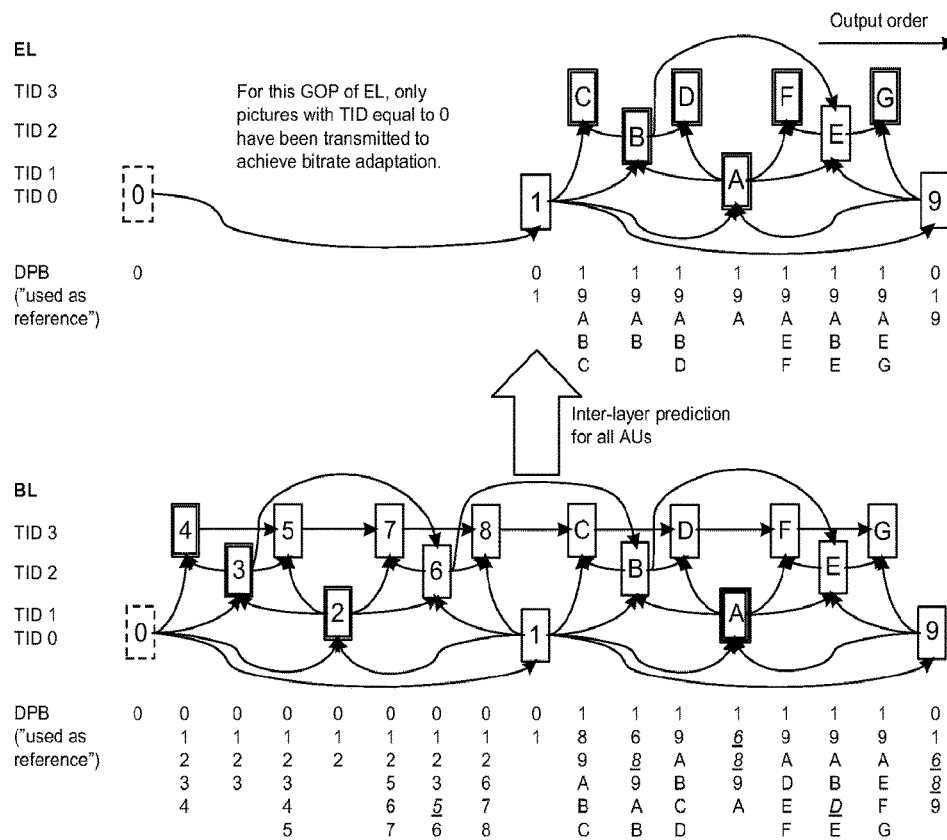 Output order
EL
TID 3
C D F G
For this GOP of EL, only
pictures with TID equal to 0
have been transmitted to
achieve bitrate adaptation.
TID 2
B E
TID 1
A
TID 0
0 1 9
DPB 0 0 1 1 1 1 1 1 1 0
("used as 1 9 9 9 9 9 9 9 1
reference") A A A A A A A 9
B B B E B E
C D F E G
Inter-layer prediction
for all AUs
BL
TID 3
4 5 7 8 C D F G
TID 2
3 6 B E
TID 1
2 A
TID 0
0 1 9
DPB 0 0 0 0 0 0 0 0 0 1 1 1 1 1 1 1 0
("used as 1 1 1 1 1 1 1 1 8 6 9 6 9 9 9 1
reference") 2 2 2 2 2 2 2 9 8 A 8 A A A 6
3 3 3 5 3 6 A 9 B 9 D B E 8
4 4 6 5 7 B A C A E D F 9
5 7 6 8 C B D F E G